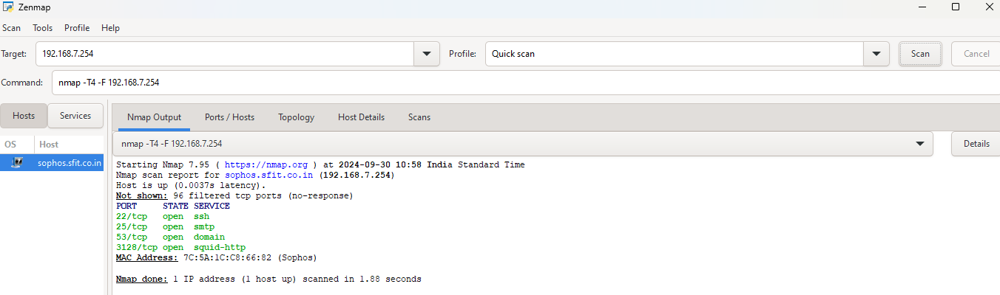 Zenmap
Scan Tools Profile Help
Target: 192.168.7.254 Profile: Quick scan Scan Cancel
Command: nmap -T4 -F 192.168.7.254
Hosts Services Nmap Output Ports / Hosts Topology Host Details Scans
OS Host nmap -T4 -F 192.168.7.254 Details
sophos.sfit.co.in
Starting Nmap 7.95 ( https://nmap.org ) at 2024-09-30 10:58 India Standard Time
Nmap scan report for sophos.sfit.co.in (192.168.7.254)
Host is up (0.0037s latency).
Not shown: 96 filtered tcp ports (no-response)
PORT STATE SERVICE
22/tcp open ssh
25/tcp open smtp
53/tcp open domain
3128/tcp open squid-http
MAC Address: 7C:5A:1C:C8:66:82 (Sophos)
Nmap done: 1 IP address (1 host up) scanned in 1.88 seconds